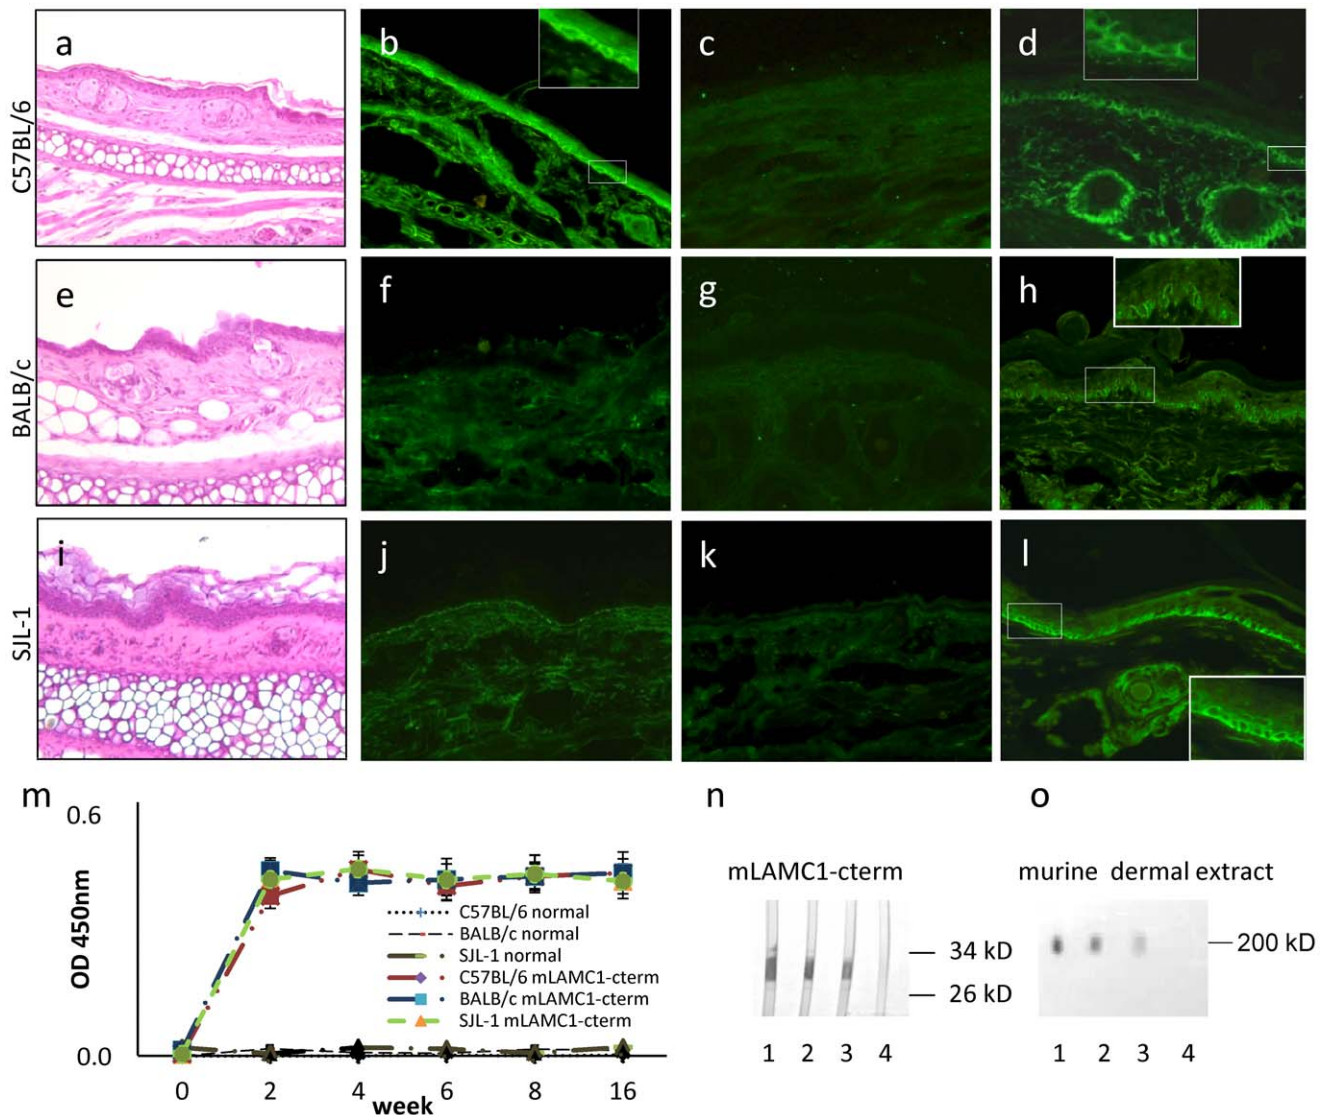 a
b
c
d
C57BL/6
e
f
g
h
BALB/c
i
j
k
l
SJL-1
m
n
o
0.6
OD 450nm
0.0
0 2 4 6 8 16
week
C57BL/6 normal
BALB/c normal
SJL-1 normal
C57BL/6 mLAMC1-cterm
BALB/c mLAMC1-cterm
SJL-1 mLAMC1-cterm
mLAMC1-cterm
34 kD
26 kD
1 2 3 4
murine dermal extract
200 kD
1 2 3 4